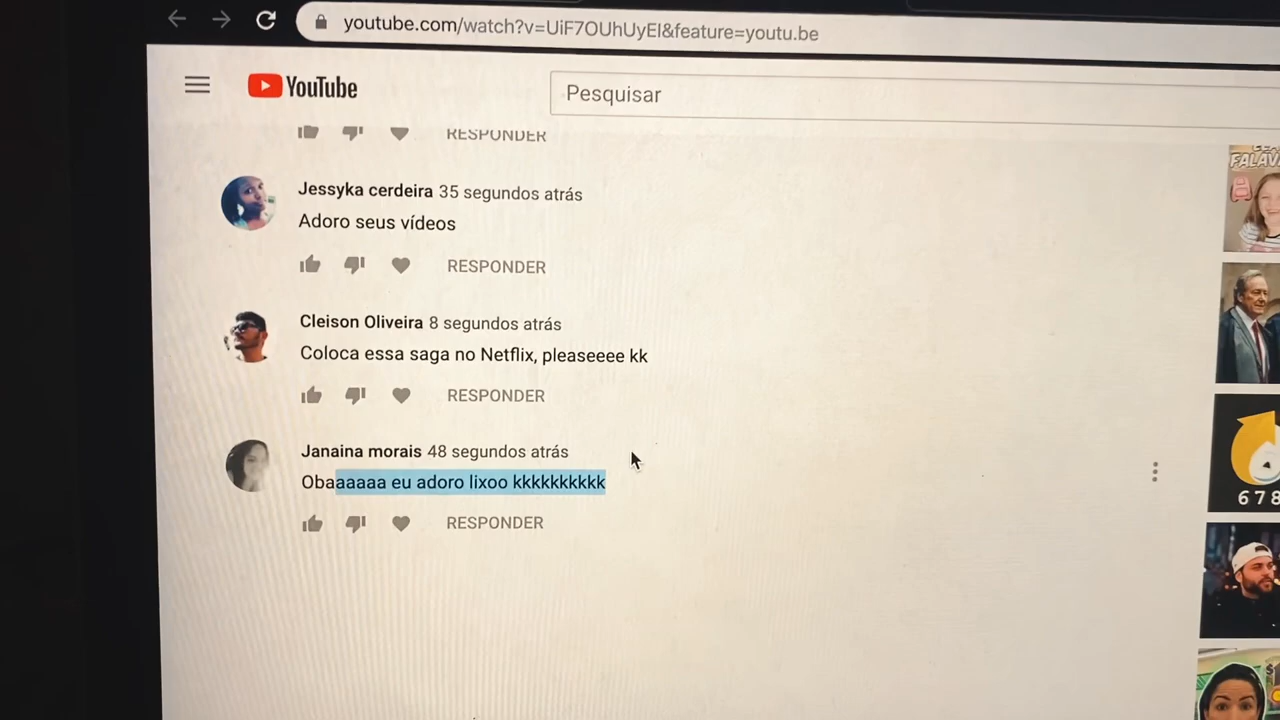 youtube.com/watch?v=UiF7OUhUyEI&feature=youtu.be
YouTube
Pesquisar
RESPONDER
Jessyka cerdeira 35 segundos atrás
Adoro seus vídeos
RESPONDER
Cleison Oliveira 8 segundos atrás
Coloca essa saga no Netflix, pleaseeee kk
RESPONDER
Janaina morais 48 segundos atrás
Obaaaaaa eu adoro lixoo kkkkkkkkkk
RESPONDER
678